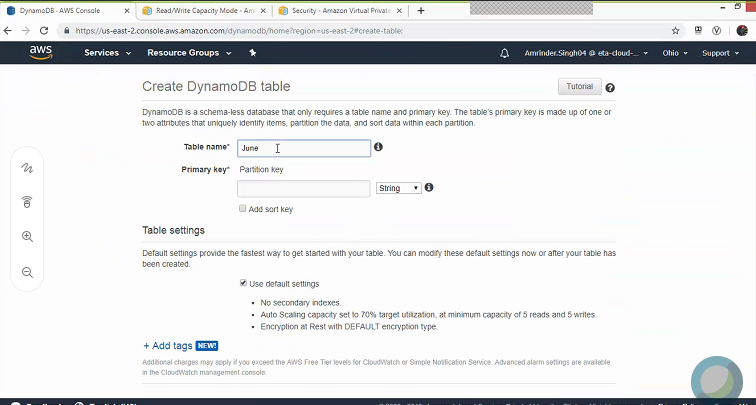 DynamoDB - AWS Console
Read/Write Capacity Mode - Am
Security - Amazon Virtual Private
https://us-east-2.console.aws.amazon.com/dynamodb/home?region=us-east-2#create-table:
aws
Services
Resource Groups
Amrinder.Singh04 @ eta-cloud-...
Ohio
Support
Create DynamoDB table
Tutorial
DynamoDB is a schema-less database that only requires a table name and primary key. The table's primary key is made up of one or
two attributes that uniquely identify items, partition the data, and sort data within each partition.
Table name*
June
Primary key*
Partition key
String
Add sort key
Table settings
Default settings provide the fastest way to get started with your table. You can modify these default settings now or after your table has
been created.
Use default settings
No secondary indexes.
Auto Scaling capacity set to 70% target utilization, at minimum capacity of 5 reads and 5 writes.
Encryption at Rest with DEFAULT encryption type.
+ Add tags NEW!
Additional charges may apply if you exceed the AWS Free Tier levels for CloudWatch or Simple Notification Service. Advanced alarm settings are available
in the CloudWatch management console.